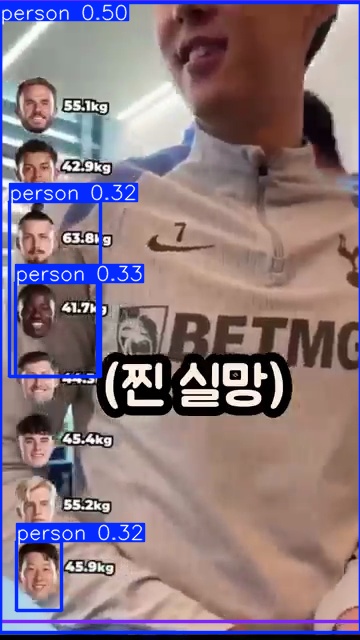 person 0.50
55.1kg
42.9kg
person 0.32
63.8kg
person 0.33
41.7kg
7
BETMG
(찐 실망)
45.4kg
55.2kg
person 0.32
45.9kg